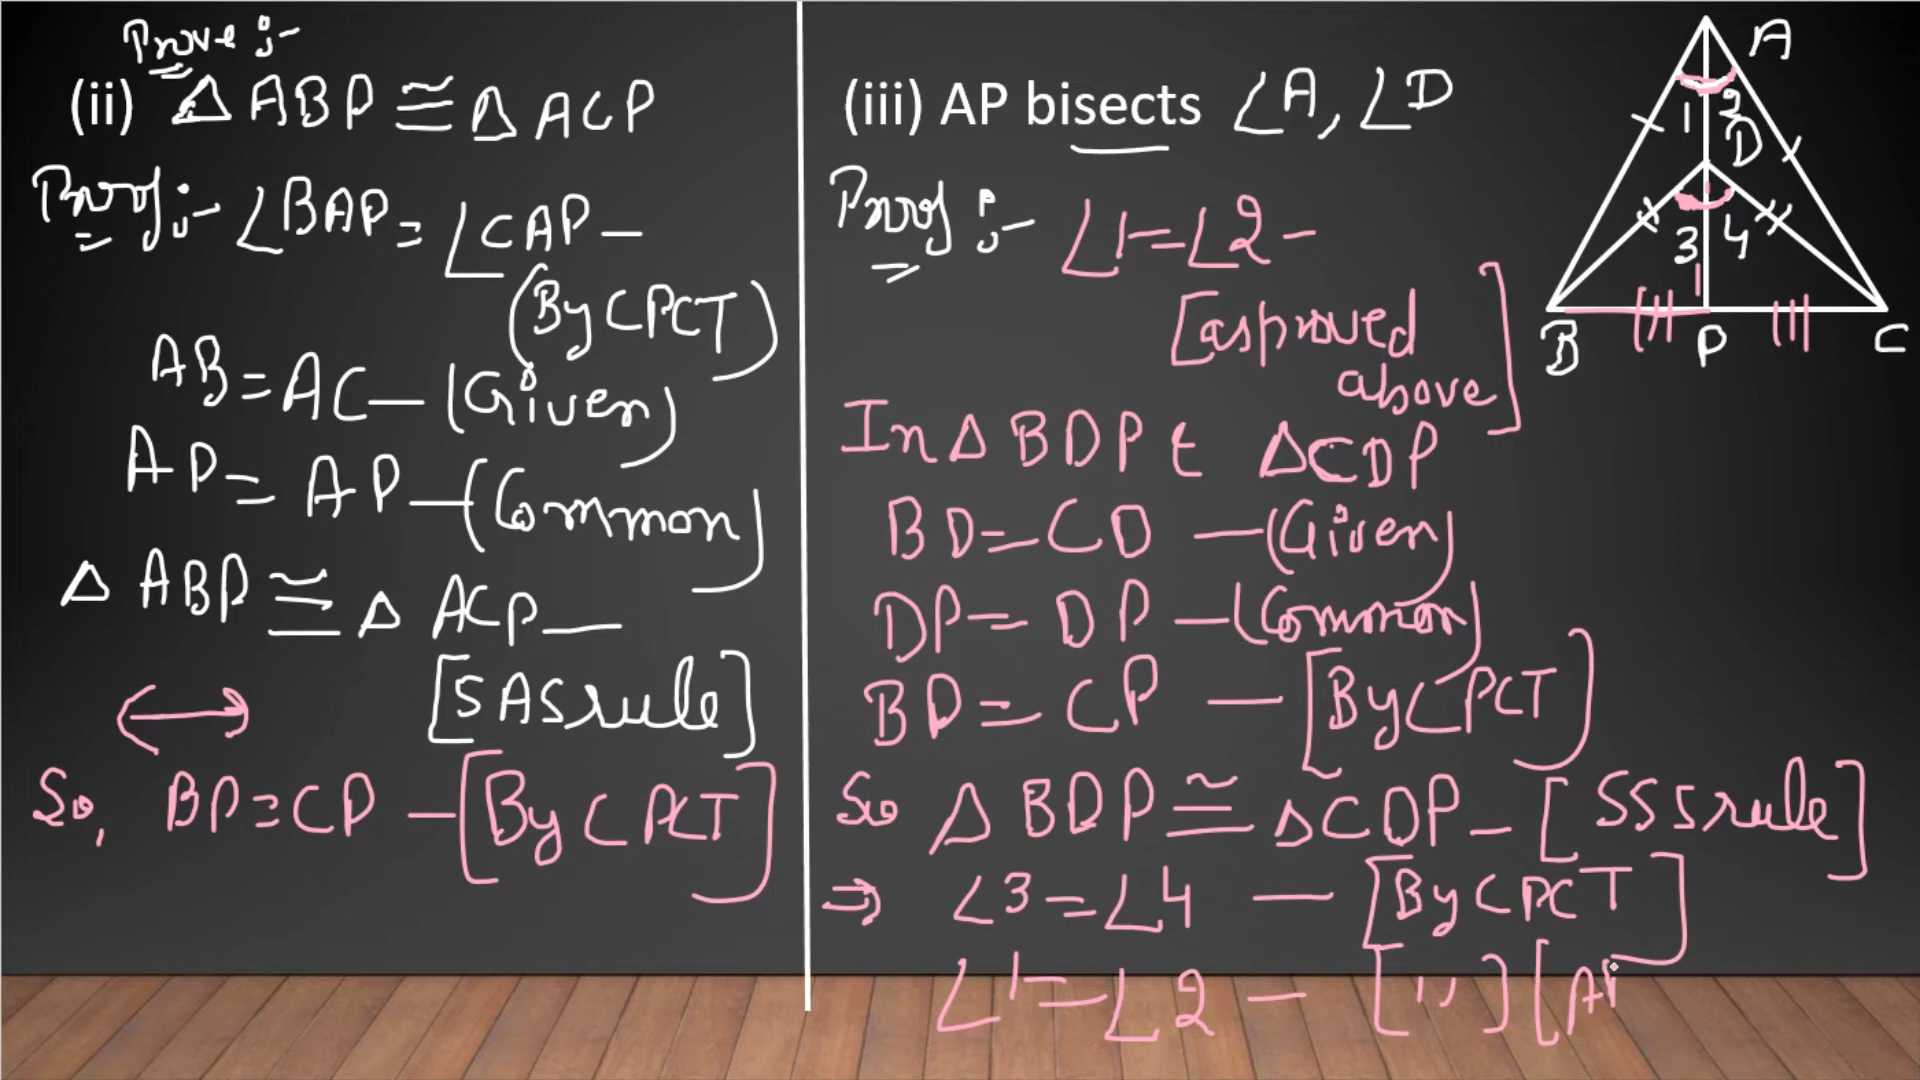 Prove :-
(ii) △ ABP ≅ △ ACP
Proof :- ∠BAP = ∠CAP —
(By CPCT)
AB = AC — (Given)
AP = AP — (Common)
△ ABP ≅ △ ACP —
[SAS rule]
So, BP = CP — [By CPCT]
(iii) AP bisects ∠A, ∠D
Proof :- ∠1 = ∠2 —
[as proved
above]
In △ BDP & △CDP
BD = CD — (Given)
DP = DP — (Common)
BP = CP — [By CPCT]
So △ BDP ≅ △CDP — [SSS rule]
⇒ ∠3 = ∠4 — [By CPCT]
∠1 = ∠2 — [11] [AP
A
1 2
D
3 4
B P C